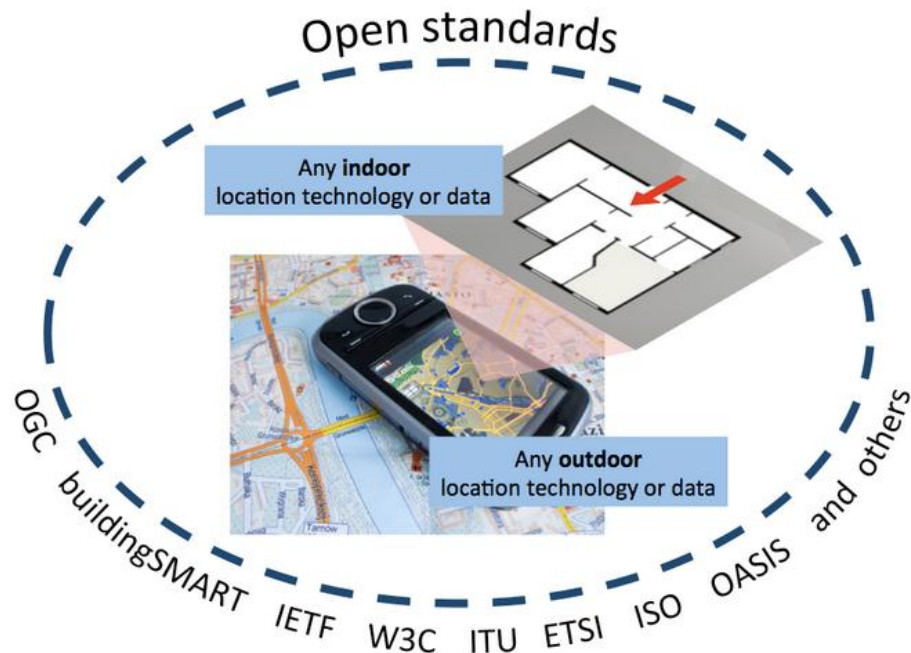 Open standards
Any indoor
location technology or data
Any outdoor
location technology or data
Tarnów
OGC buildingSMART IETF W3C ITU ETSI ISO OASIS and others